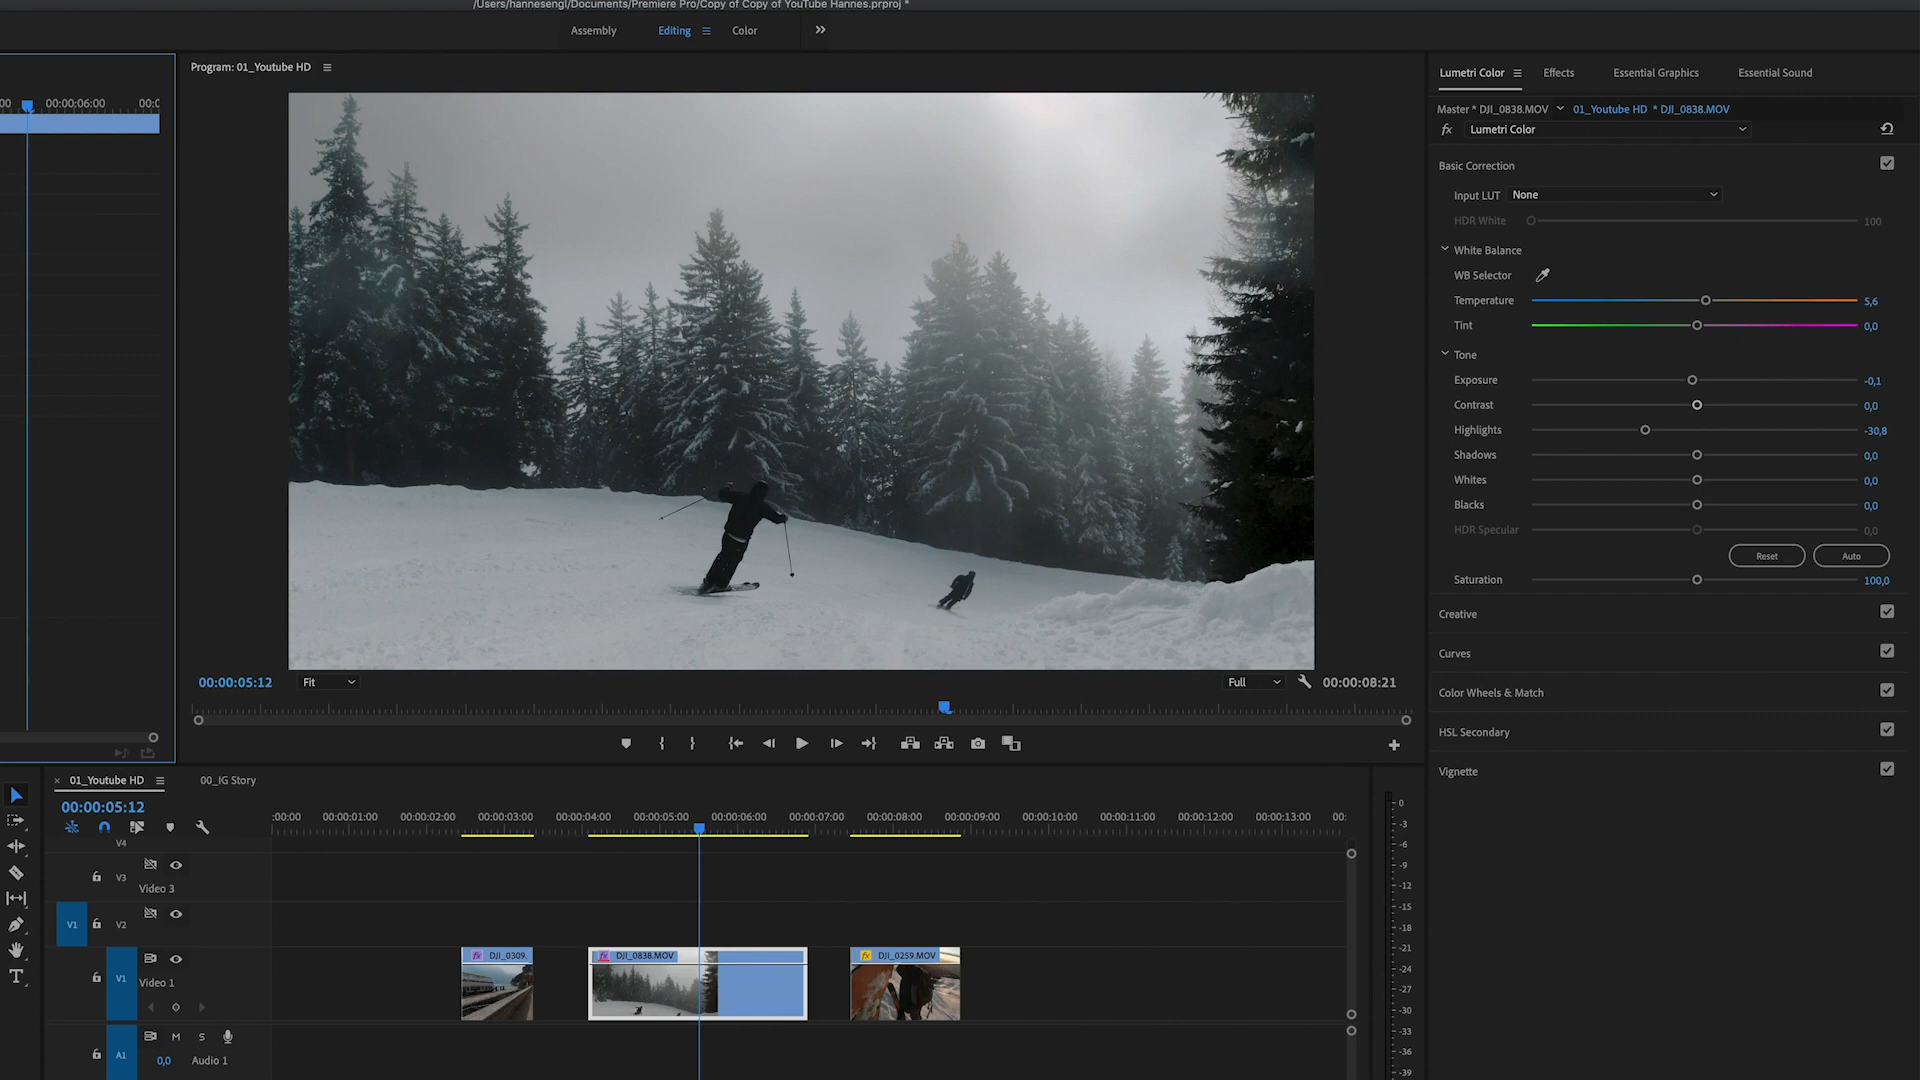 /Users/hannesengl/Documents/Premiere Pro/Copy of Copy of YouTube Hannes.prproj *
Assembly
Editing
Color
00:00:06:00
Program: 01_Youtube HD
00:00:05:12
Fit
Full
00:00:08:21
Lumetri Color
Effects
Essential Graphics
Essential Sound
Master * DJI_0838.MOV
01_Youtube HD * DJI_0838.MOV
fx Lumetri Color
Basic Correction
Input LUT None
HDR White 100
White Balance
WB Selector
Temperature 5,6
Tint 0,0
Tone
Exposure -0,1
Contrast 0,0
Highlights -30,8
Shadows 0,0
Whites 0,0
Blacks 0,0
HDR Specular 0,0
Reset Auto
Saturation 100,0
Creative
Curves
Color Wheels & Match
HSL Secondary
Vignette
× 01_Youtube HD
00_IG Story
00:00:05:12
:00:00 00:00:01:00 00:00:02:00 00:00:03:00 00:00:04:00 00:00:05:00 00:00:06:00 00:00:07:00 00:00:08:00 00:00:09:00 00:00:10:00 00:00:11:00 00:00:12:00 00:00:13:00 00:
V4
V3
Video 3
V1 V2
V1
Video 1
fx DJI_0309.
fx DJI_0838.MOV
fx DJI_0259.MOV
M S
A1
0,0 Audio 1
0
-3
-6
-9
-12
-15
-18
-21
-24
-27
-30
-33
-36
-39